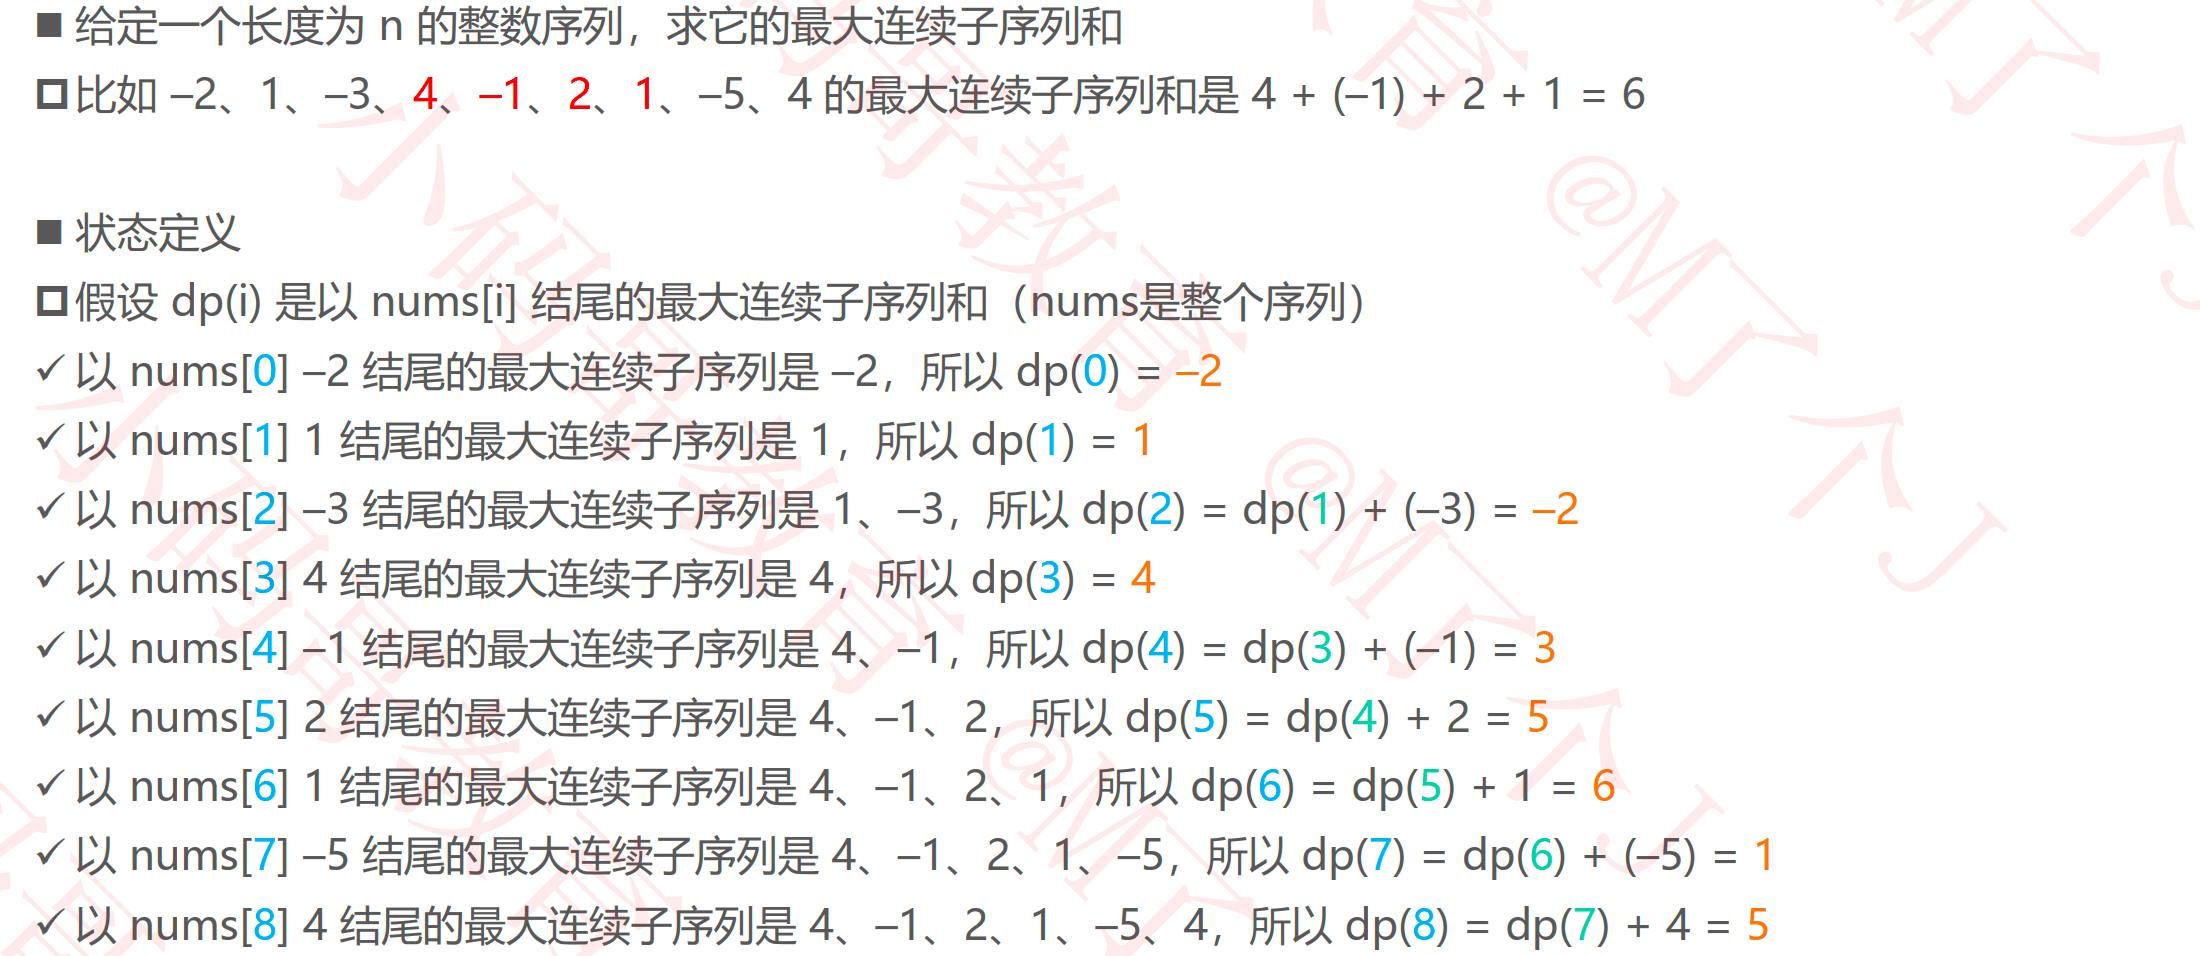 ■ 给定一个长度为 n 的整数序列，求它的最大连续子序列和
比如 –2、1、–3、4、–1、2、1、–5、4 的最大连续子序列和是 4 + (–1) + 2 + 1 = 6
■ 状态定义
假设 dp(i) 是以 nums[i] 结尾的最大连续子序列和（nums是整个序列）
✓ 以 nums[0] –2 结尾的最大连续子序列是 –2，所以 dp(0) = –2
✓ 以 nums[1] 1 结尾的最大连续子序列是 1，所以 dp(1) = 1
✓ 以 nums[2] –3 结尾的最大连续子序列是 1、–3，所以 dp(2) = dp(1) + (–3) = –2
✓ 以 nums[3] 4 结尾的最大连续子序列是 4，所以 dp(3) = 4
✓ 以 nums[4] –1 结尾的最大连续子序列是 4、–1，所以 dp(4) = dp(3) + (–1) = 3
✓ 以 nums[5] 2 结尾的最大连续子序列是 4、–1、2，所以 dp(5) = dp(4) + 2 = 5
✓ 以 nums[6] 1 结尾的最大连续子序列是 4、–1、2、1，所以 dp(6) = dp(5) + 1 = 6
✓ 以 nums[7] –5 结尾的最大连续子序列是 4、–1、2、1、–5，所以 dp(7) = dp(6) + (–5) = 1
✓ 以 nums[8] 4 结尾的最大连续子序列是 4、–1、2、1、–5、4，所以 dp(8) = dp(7) + 4 = 5
小码哥教育
@M了个J